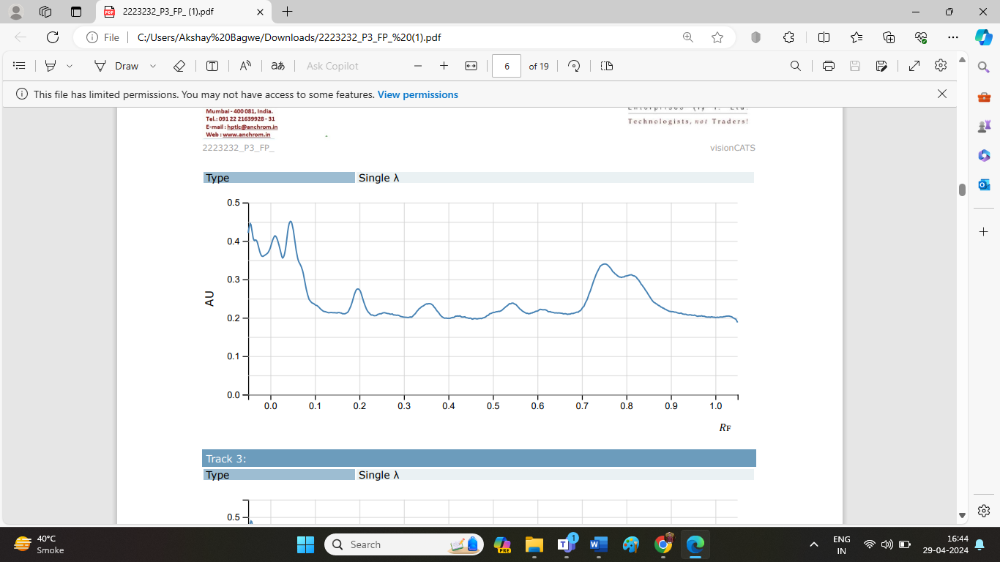 2223232_P3_FP_ (1).pdf
File
C:/Users/Akshay%20Bagwe/Downloads/2223232_P3_FP_%20(1).pdf
Draw
Ask Copilot
6
of 19
This file has limited permissions. You may not have access to some features. View permissions
Mumbai - 400 081, India.
Tel.: 091 22 21639928 - 31
E-mail : hptlc@anchrom.in
Web : www.anchrom.in
Technologists, not Traders!
2223232_P3_FP_
visionCATS
Type
Single λ
0.5
0.4
0.3
0.2
0.1
0.0
AU
0.0 0.1 0.2 0.3 0.4 0.5 0.6 0.7 0.8 0.9 1.0
RF
Track 3:
Type
Single λ
0.5
40°C
Smoke
Search
PRE
1
ENG
IN
16:44
29-04-2024